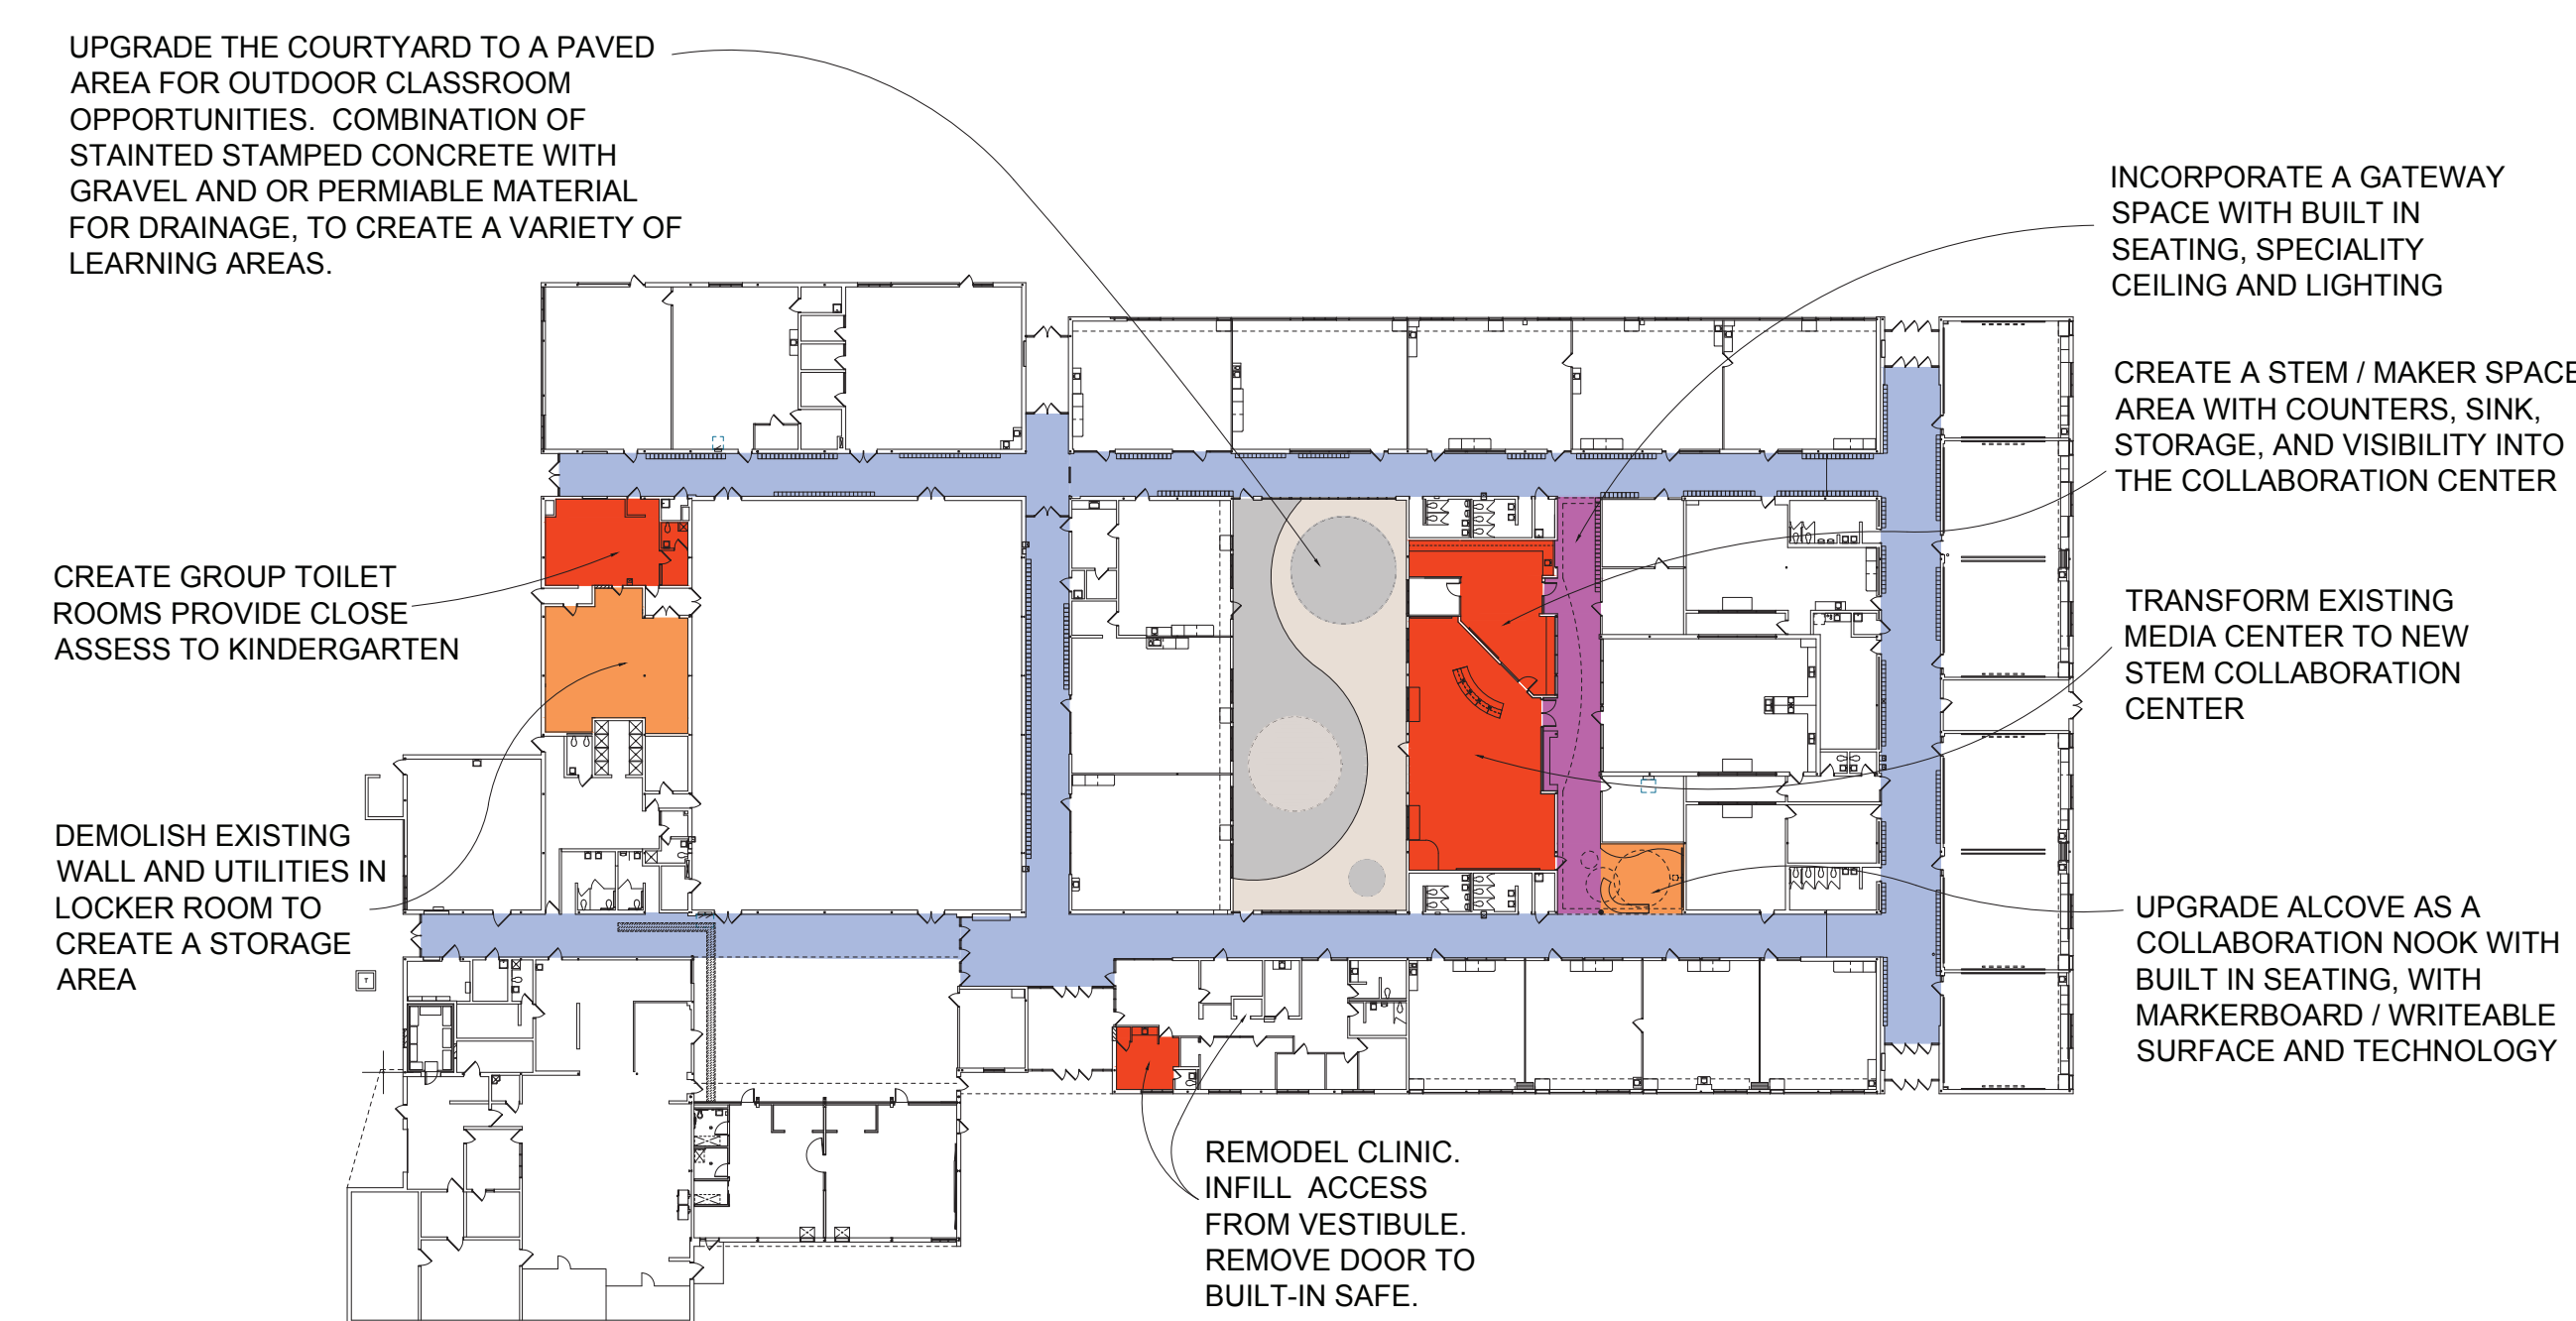 UPGRADE THE COURTYARD TO A PAVED
AREA FOR OUTDOOR CLASSROOM
OPPORTUNITIES.  COMBINATION OF
STAINTED STAMPED CONCRETE WITH
GRAVEL AND OR PERMIABLE MATERIAL
FOR DRAINAGE, TO CREATE A VARIETY OF
LEARNING AREAS.
INCORPORATE A GATEWAY
SPACE WITH BUILT IN
SEATING, SPECIALITY
CEILING AND LIGHTING
CREATE A STEM / MAKER SPACE
AREA WITH COUNTERS, SINK,
STORAGE, AND VISIBILITY INTO
THE COLLABORATION CENTER
CREATE GROUP TOILET
ROOMS PROVIDE CLOSE
ASSESS TO KINDERGARTEN
TRANSFORM EXISTING
MEDIA CENTER TO NEW
STEM COLLABORATION
CENTER
DEMOLISH EXISTING
WALL AND UTILITIES IN
LOCKER ROOM TO
CREATE A STORAGE
AREA
T
UPGRADE ALCOVE AS A
COLLABORATION NOOK WITH
BUILT IN SEATING, WITH
MARKERBOARD / WRITEABLE
SURFACE AND TECHNOLOGY
REMODEL CLINIC.
INFILL  ACCESS
FROM VESTIBULE.
REMOVE DOOR TO
BUILT-IN SAFE.